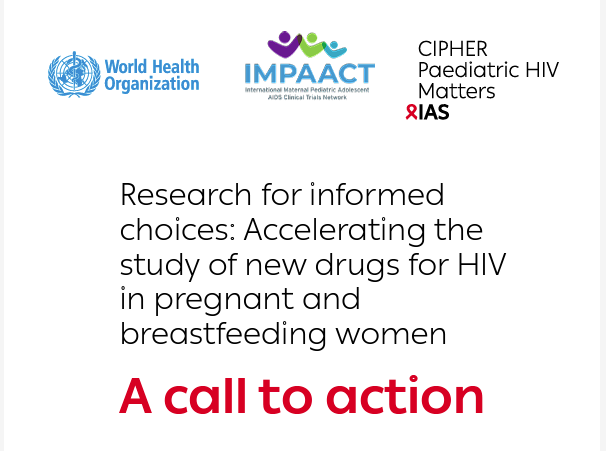 World Health
Organization
IMPAACT
International Maternal Pediatric Adolescent
AIDS Clinical Trials Network
CIPHER
Paediatric HIV
Matters
IAS
Research for informed
choices: Accelerating the
study of new drugs for HIV
in pregnant and
breastfeeding women
A call to action